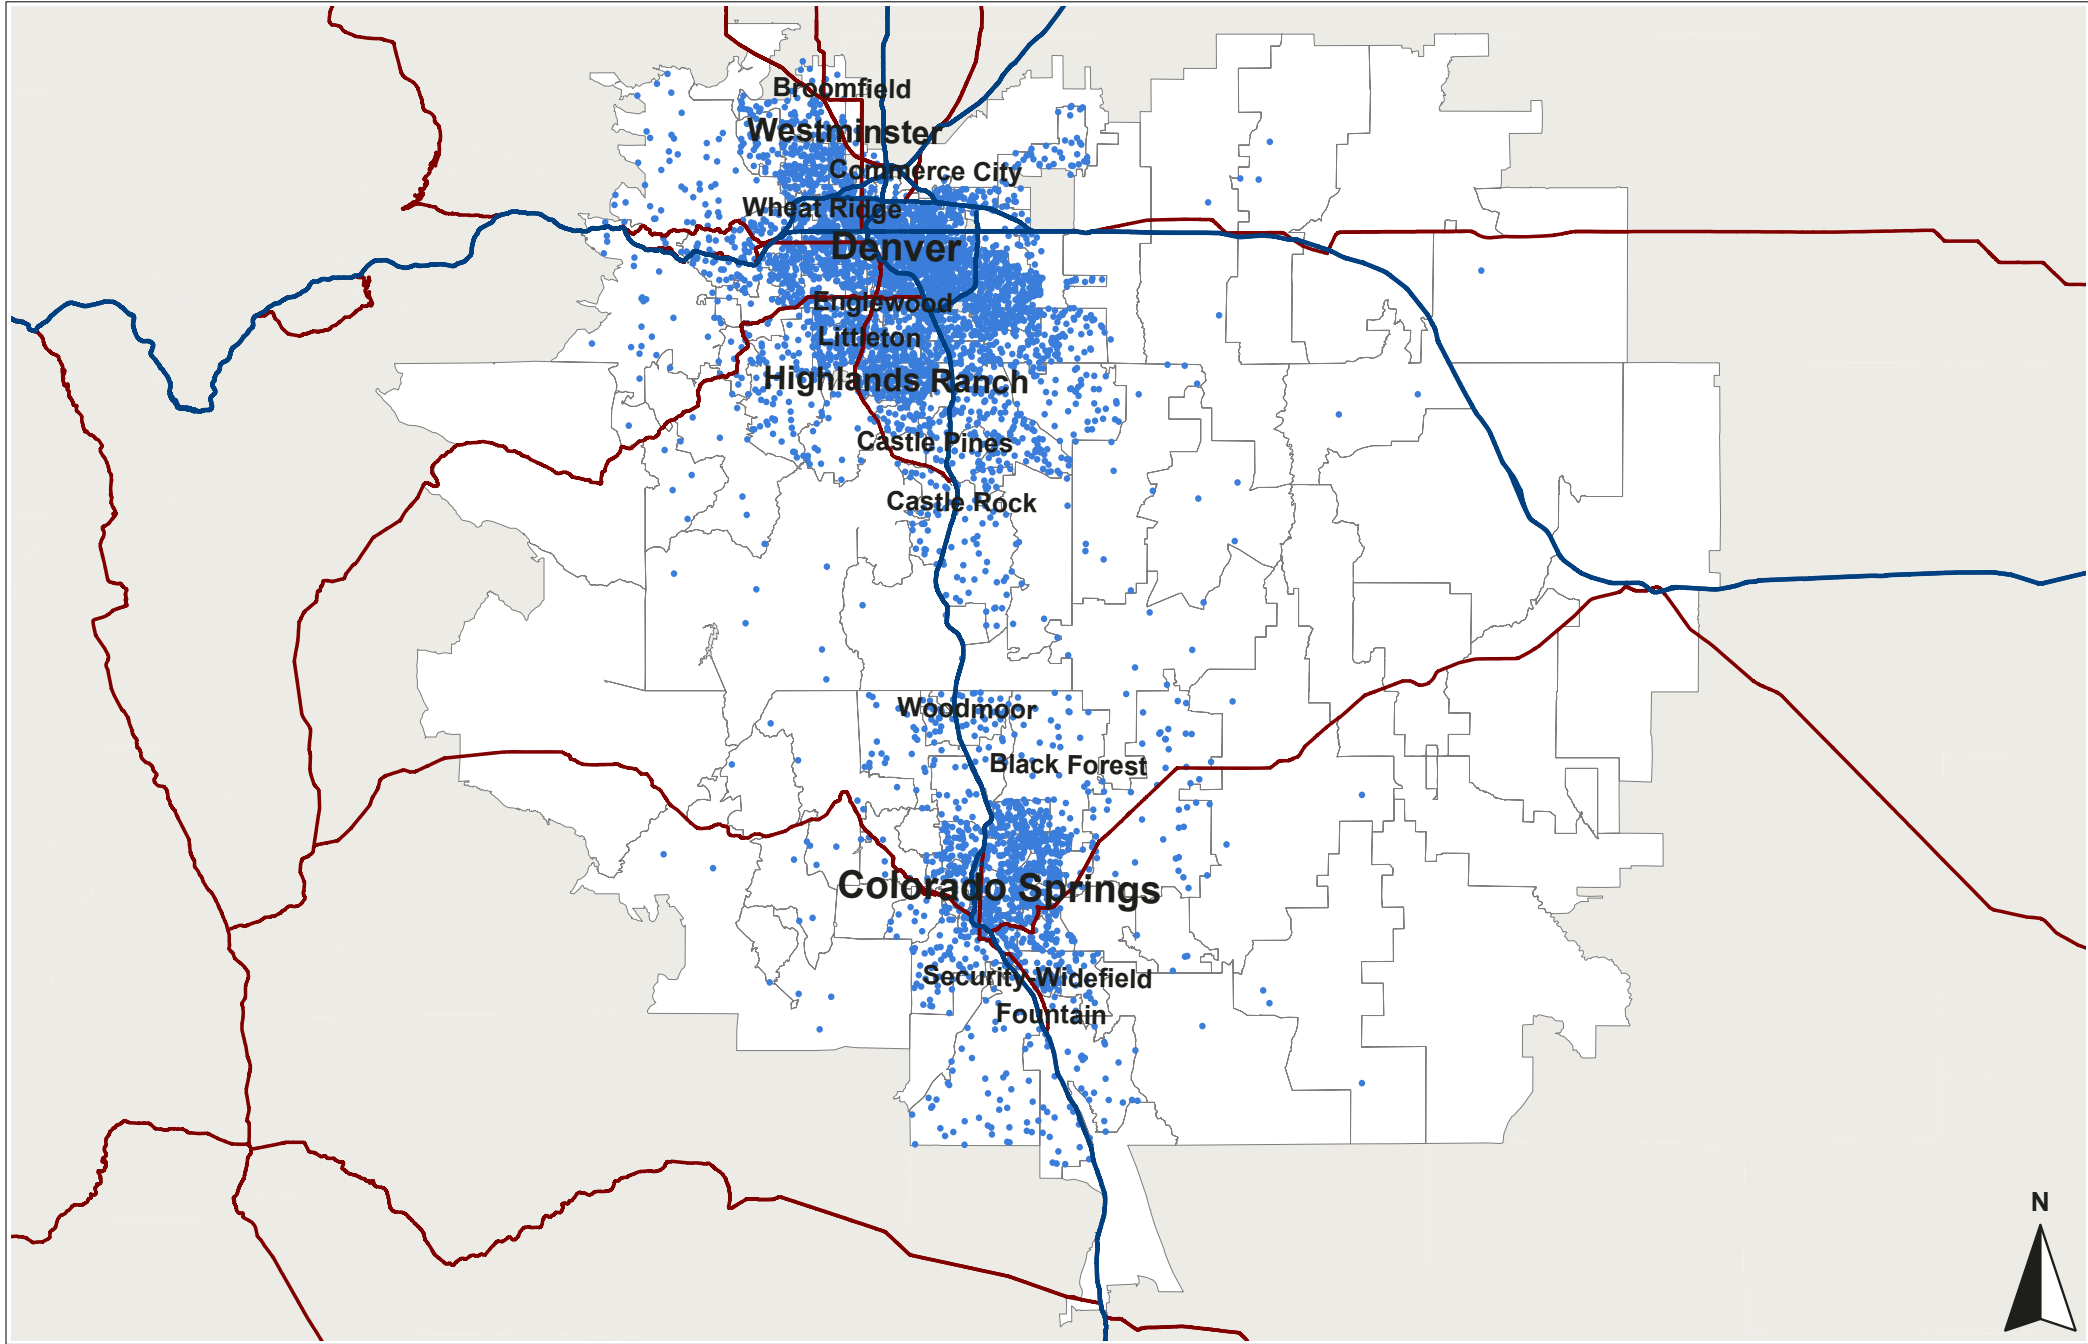 Broomfield
Westminster
Commerce City
Wheat Ridge
Denver
Englewood
Littleton
Highlands Ranch
Castle Pines
Castle Rock
Woodmoor
Black Forest
Colorado Springs
Security-Widefield
Fountain
N